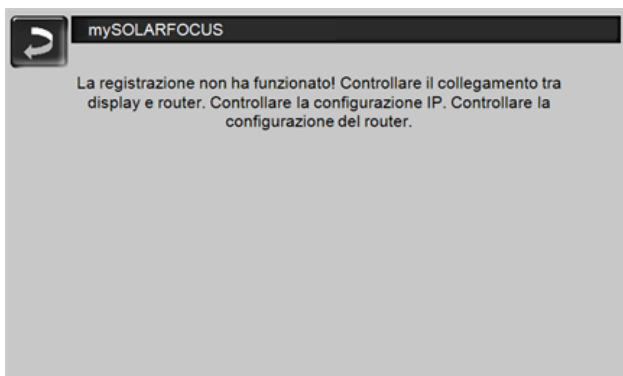 mySOLARFOCUS
La registrazione non ha funzionato! Controllare il collegamento tra
display e router. Controllare la configurazione IP. Controllare la
configurazione del router.